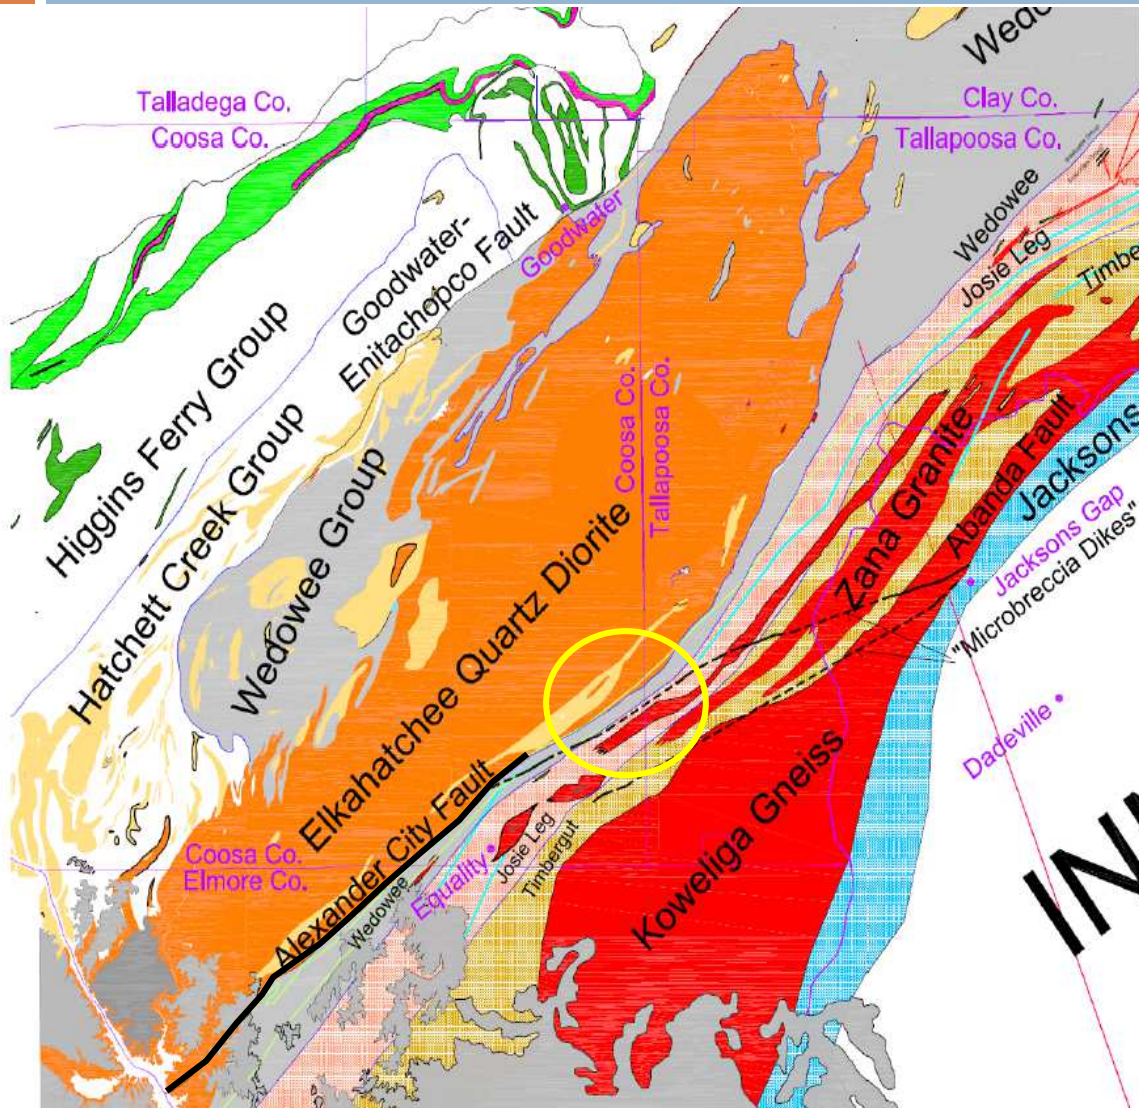 Wedo
Talladega Co.
Coosa Co.
Clay Co.
Tallapoosa Co.
Wedowee
Josie Leg
Timbe
Goodwater
Goodwater-
Enitachopco Fault
Higgins Ferry Group
Hatchett Creek Group
Wedowee Group
Elkahatchee Quartz Diorite
Coosa Co.
Tallapoosa Co.
Zana Granite
Abanda Fault
Jacksons
Jacksons Gap
"Microbreccia Dikes"
Dadeville
Alexander City Fault
Wedowee
Equality
Josie Leg
Timbergut
Koweliga Gneiss
Coosa Co.
Elmore Co.
INN